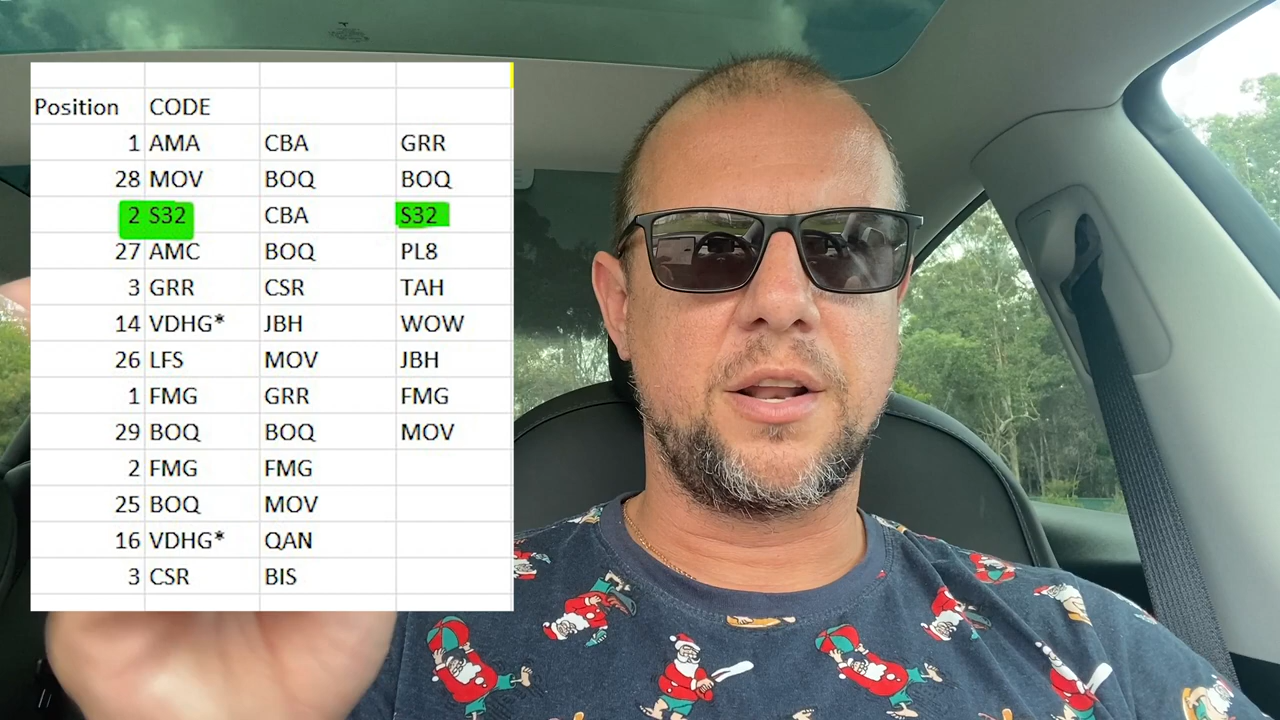 Position CODE
1 AMA CBA GRR
28 MOV BOQ BOQ
2 S32 CBA S32
27 AMC BOQ PL8
3 GRR CSR TAH
14 VDHG* JBH WOW
26 LFS MOV JBH
1 FMG GRR FMG
29 BOQ BOQ MOV
2 FMG FMG
25 BOQ MOV
16 VDHG* QAN
3 CSR BIS